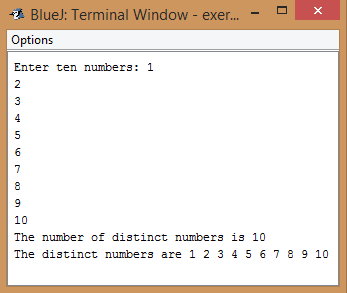 BlueJ: Terminal Window - exer...
Options
Enter ten numbers: 1
2
3
4
5
6
7
8
9
10
The number of distinct numbers is 10
The distinct numbers are 1 2 3 4 5 6 7 8 9 10